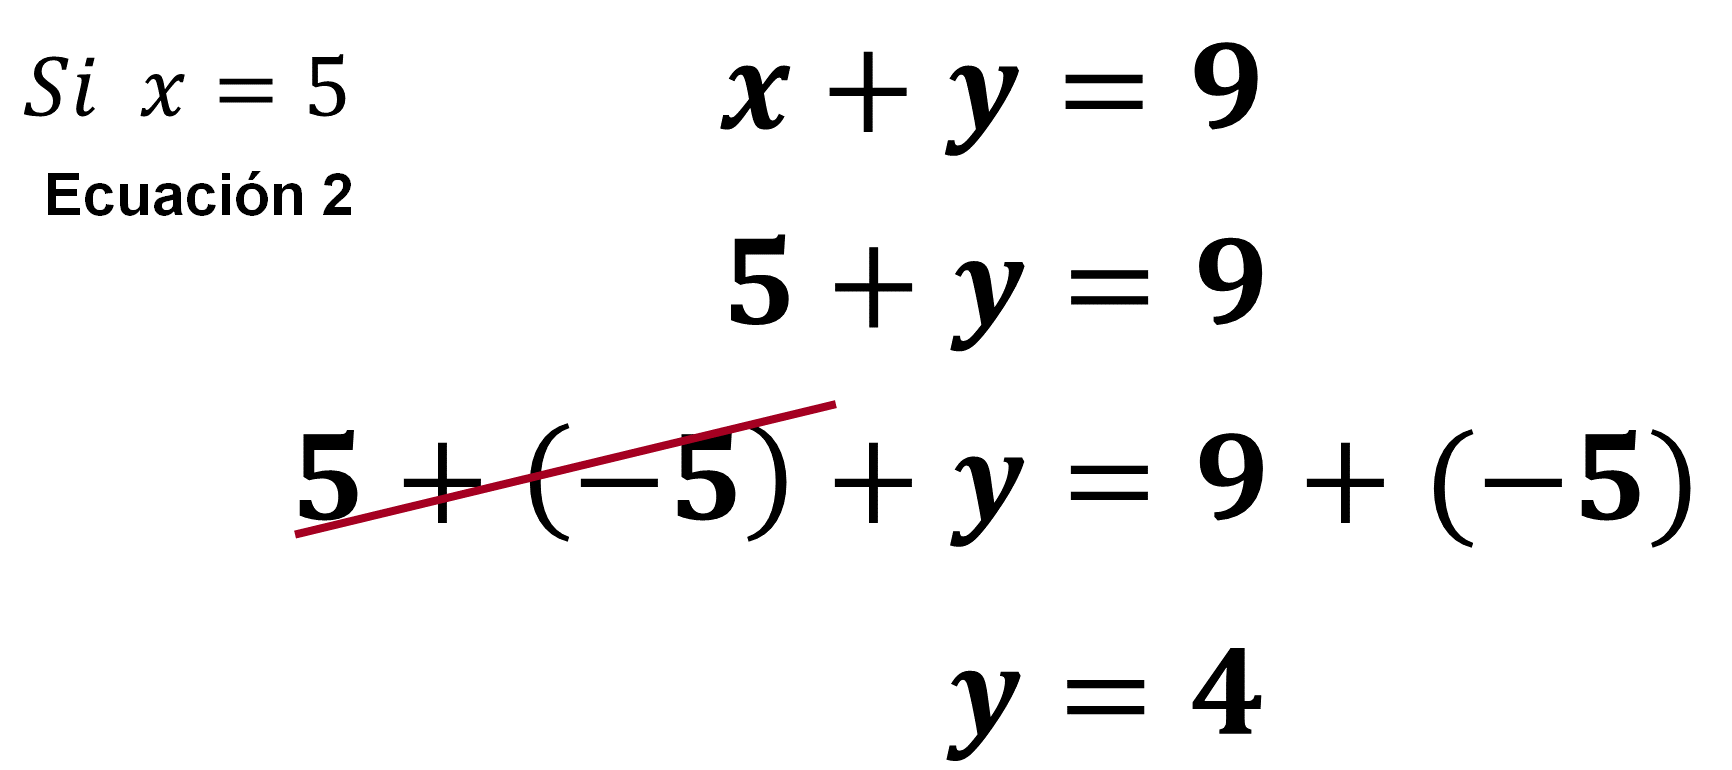 Si x = 5
x + y = 9
Ecuación 2
5 + y = 9
5 + (−5) + y = 9 + (−5)
y = 4